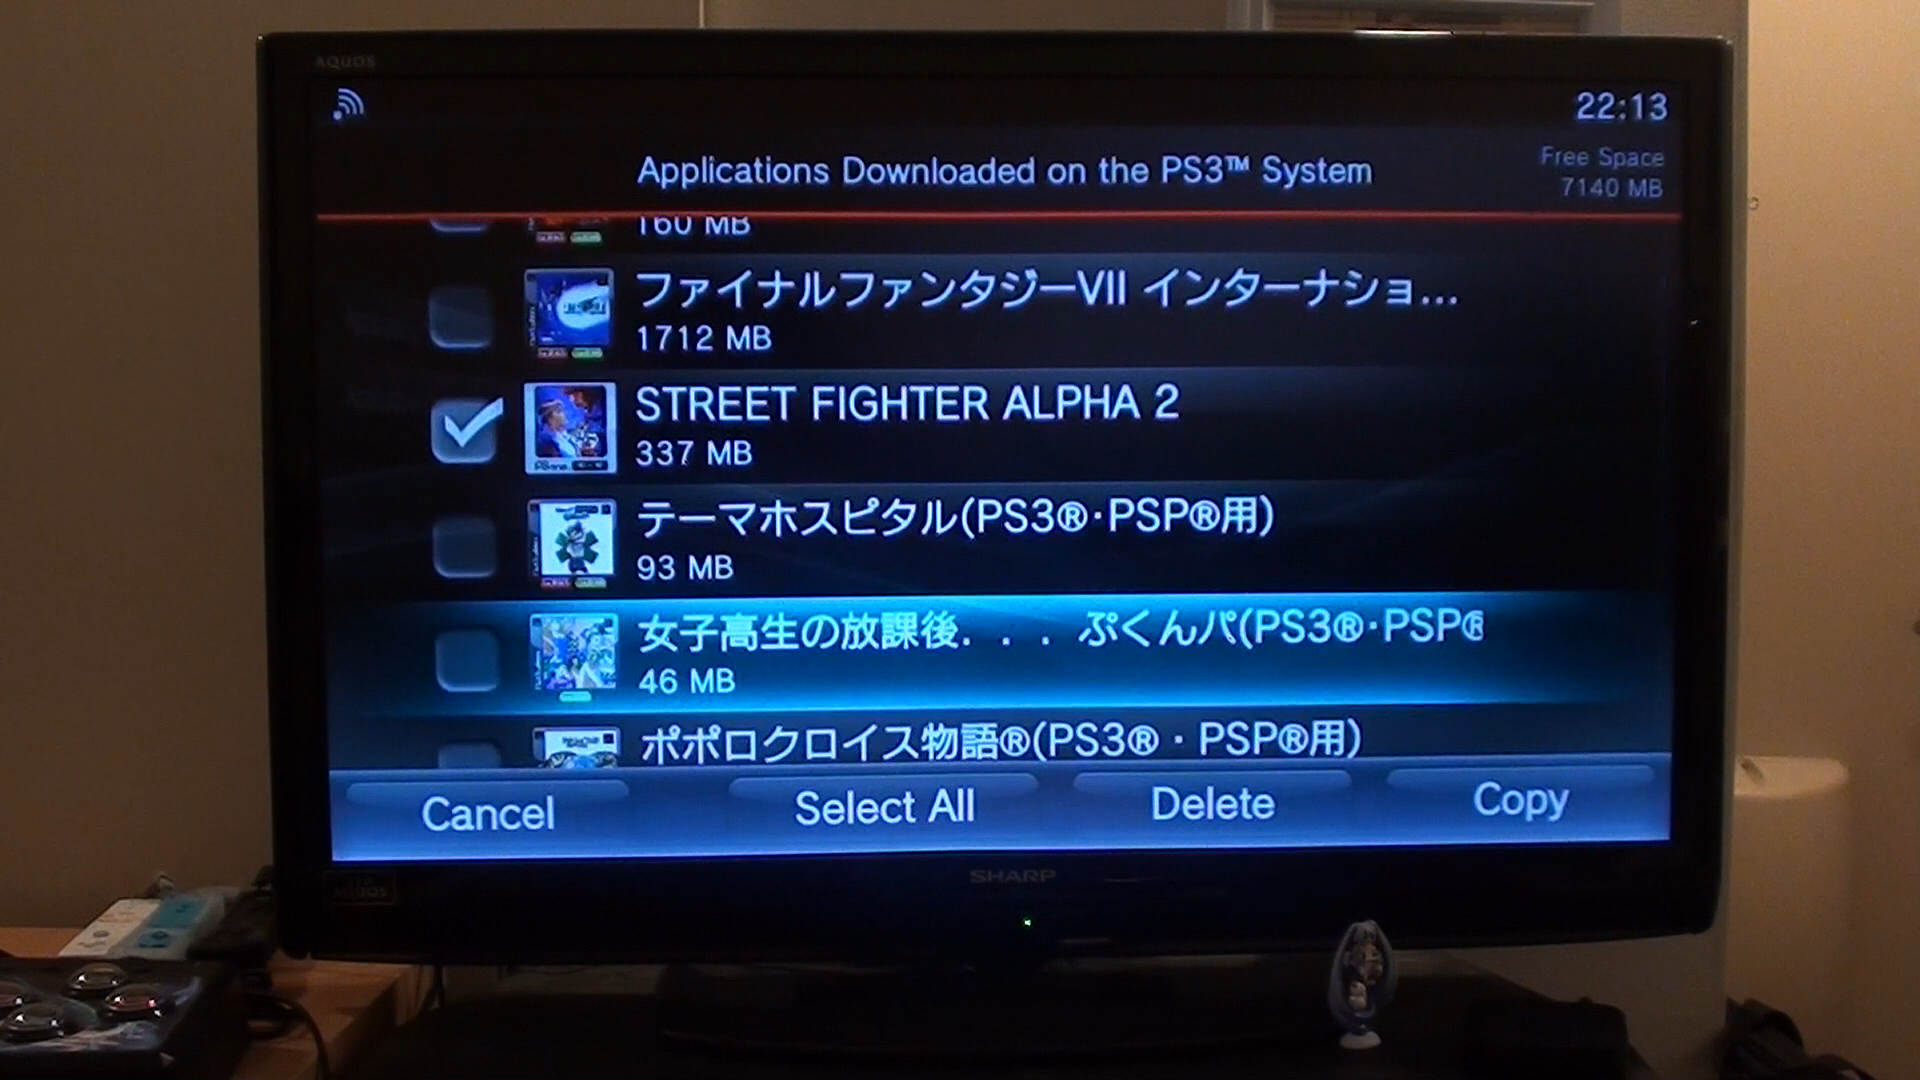 AQUOS
22:13
Applications Downloaded on the PS3™ System
Free Space
7140 MB
160 MB
ファイナルファンタジーVII インターナショ...
1712 MB
STREET FIGHTER ALPHA 2
337 MB
テーマホスピタル(PS3®·PSP®用)
93 MB
女子高生の放課後．．．ぷくんパ(PS3®·PSP®
46 MB
ポポロクロイス物語®(PS3®・PSP®用)
Cancel
Select All
Delete
Copy
SHARP
AQUOS